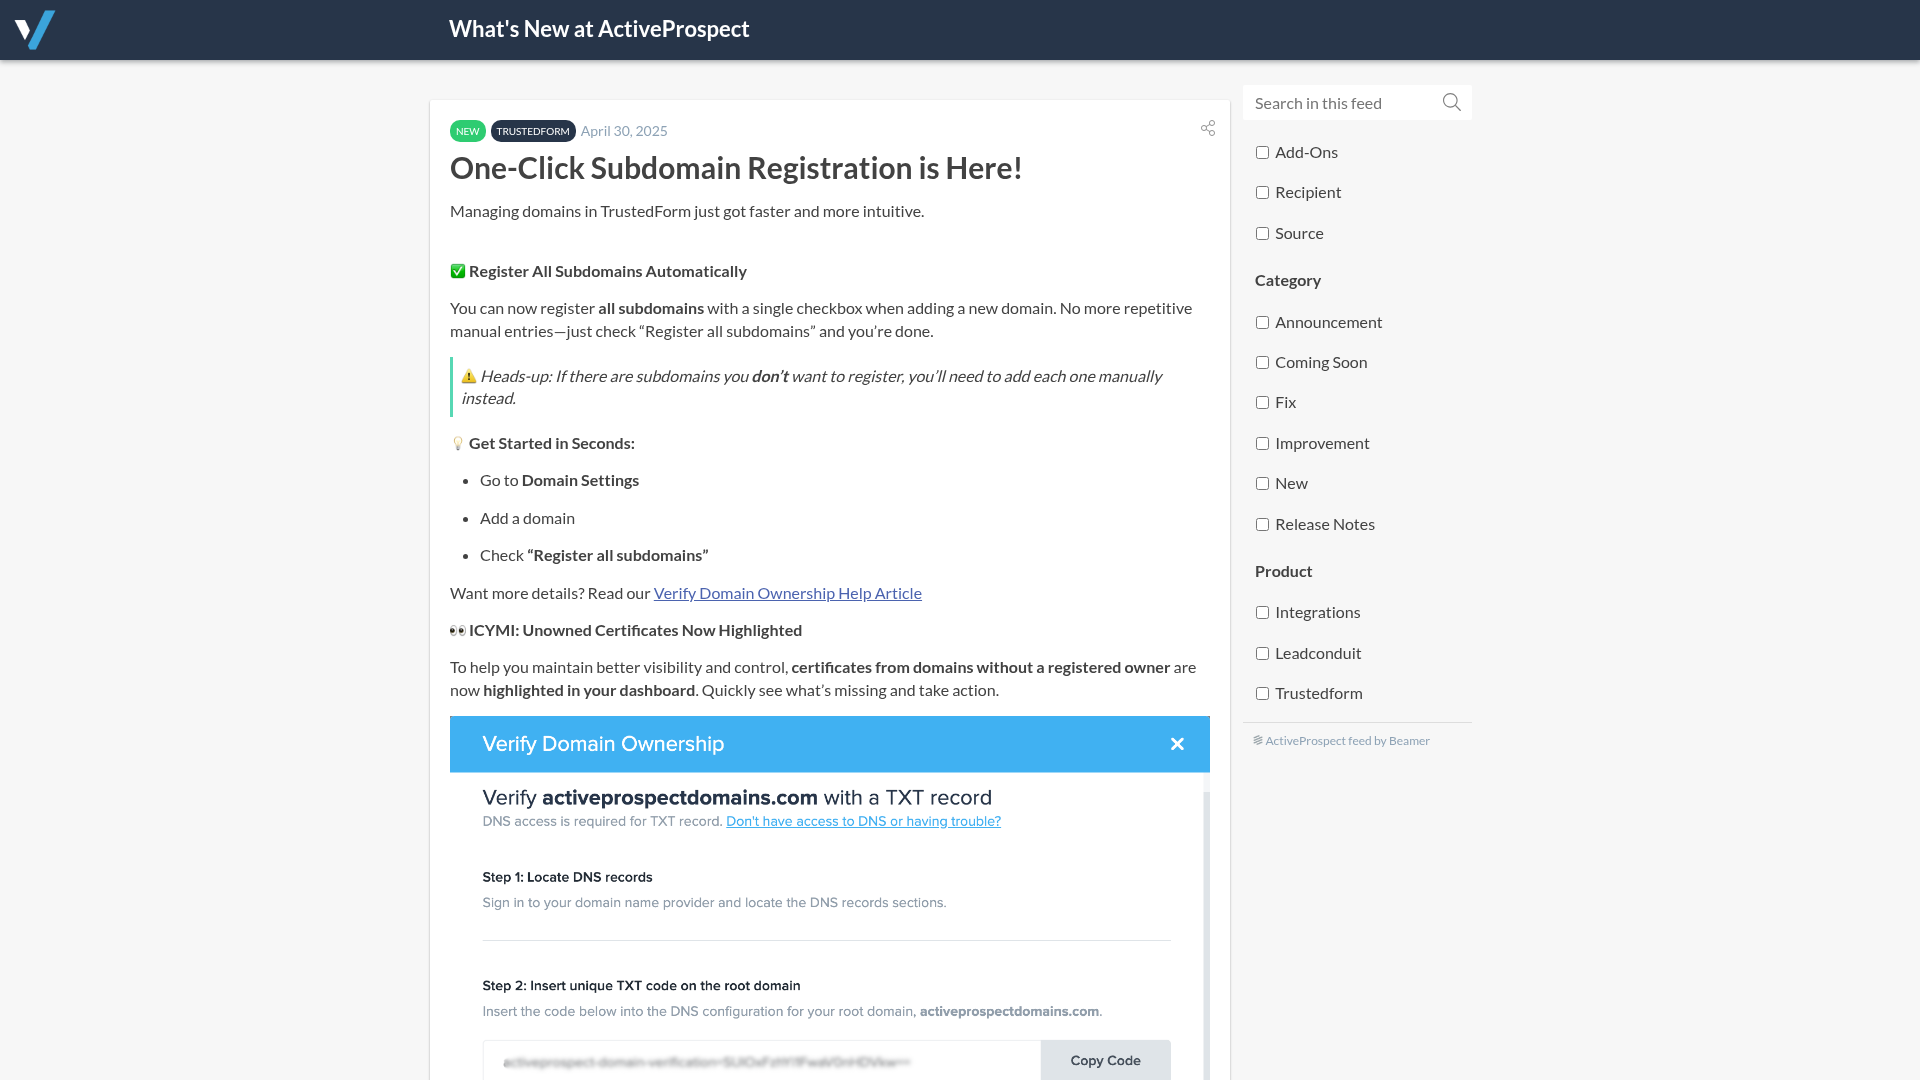 What's New at ActiveProspect
NEW TRUSTEDFORM April 30, 2025
One-Click Subdomain Registration is Here!
Managing domains in TrustedForm just got faster and more intuitive.
✅ Register All Subdomains Automatically
You can now register all subdomains with a single checkbox when adding a new domain. No more repetitive
manual entries—just check “Register all subdomains” and you’re done.
⚠️ Heads-up: If there are subdomains you don’t want to register, you’ll need to add each one manually
instead.
💡 Get Started in Seconds:
• Go to Domain Settings
• Add a domain
• Check “Register all subdomains”
Want more details? Read our Verify Domain Ownership Help Article
👀 ICYMI: Unowned Certificates Now Highlighted
To help you maintain better visibility and control, certificates from domains without a registered owner are
now highlighted in your dashboard. Quickly see what’s missing and take action.
Verify Domain Ownership
Verify activeprospectdomains.com with a TXT record
DNS access is required for TXT record. Don't have access to DNS or having trouble?
Step 1: Locate DNS records
Sign in to your domain name provider and locate the DNS records sections.
Step 2: Insert unique TXT code on the root domain
Insert the code below into the DNS configuration for your root domain, activeprospectdomains.com.
Copy Code
Search in this feed
Add-Ons
Recipient
Source
Category
Announcement
Coming Soon
Fix
Improvement
New
Release Notes
Product
Integrations
Leadconduit
Trustedform
ActiveProspect feed by Beamer